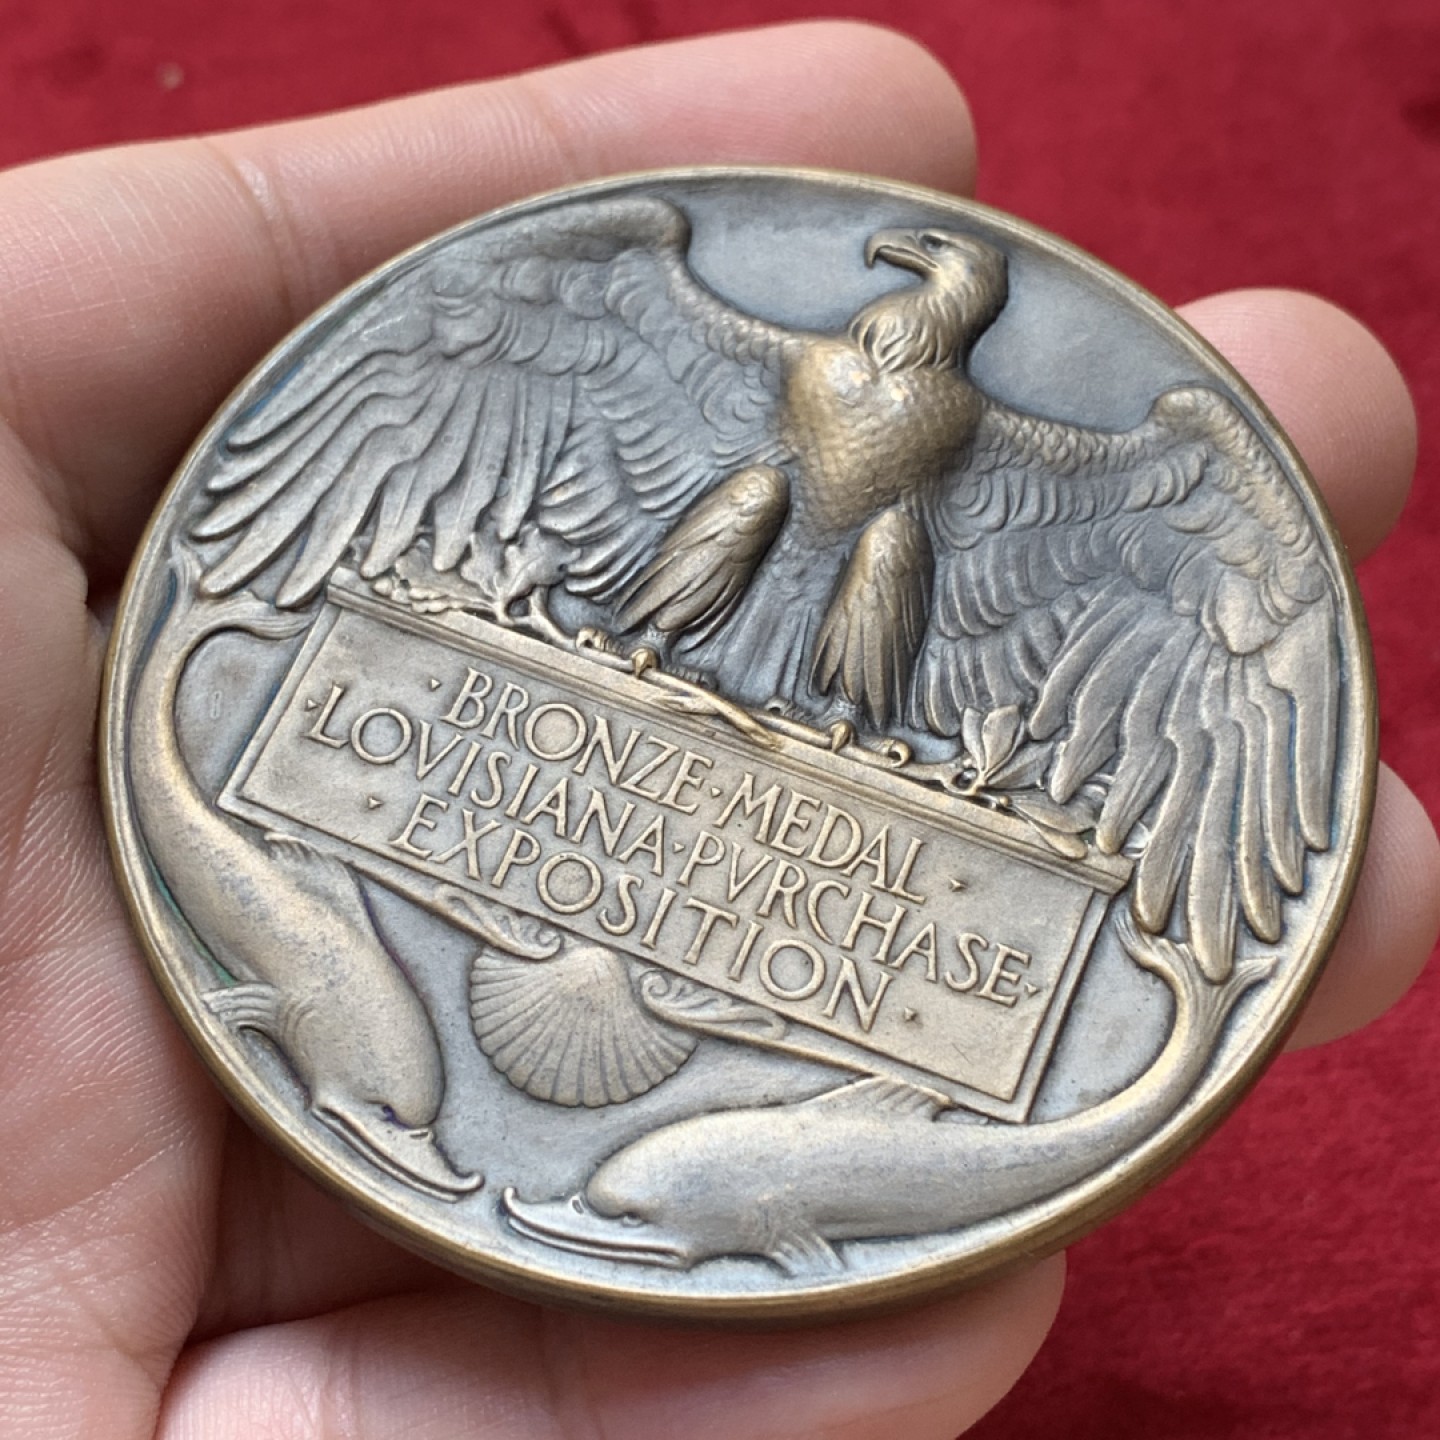 ·BRONZE·MEDAL·
·LOVISIANA·PVRCHASE·
·EXPOSITION·